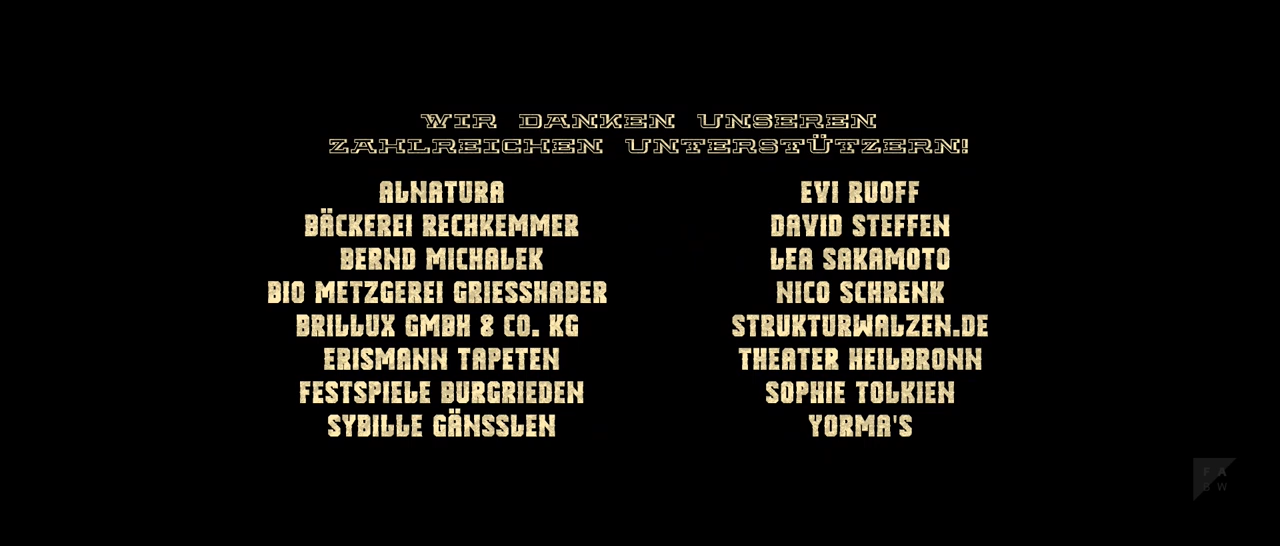 WIR DANKEN UNSEREN
ZAHLREICHEN UNTERSTÜTZERN!
ALNATURA
BÄCKEREI RECHKEMMER
BERND MICHALEK
BIO METZGEREI GRIESSHABER
BRILLUX GMBH & CO. KG
ERISMANN TAPETEN
FESTSPIELE BURGRIEDEN
SYBILLE GÄNSSLEN
EVI RUOFF
DAVID STEFFEN
LEA SAKAMOTO
NICO SCHRENK
STRUKTURWALZEN.DE
THEATER HEILBRONN
SOPHIE TOLKIEN
YORMA'S
FA
BW